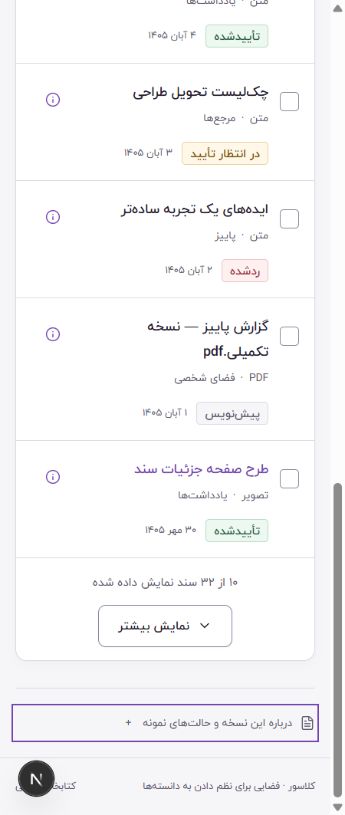 متن · یادداشت‌ها
تأییدشده ۴ آبان ۱۴۰۵
چک‌لیست تحویل طراحی
متن · مرجع‌ها
در انتظار تأیید ۳ آبان ۱۴۰۵
ایده‌های یک تجربه ساده‌تر
متن · پاییز
ردشده ۲ آبان ۱۴۰۵
گزارش پاییز — نسخه
تکمیلی.pdf
PDF · فضای شخصی
پیش‌نویس ۱ آبان ۱۴۰۵
طرح صفحه جزئیات سند
تصویر · یادداشت‌ها
تأییدشده ۳۰ مهر ۱۴۰۵
۱۰ از ۳۲ سند نمایش داده شده
نمایش بیشتر
درباره این نسخه و حالت‌های نمونه +
کلاسور · فضایی برای نظم دادن به دانسته‌ها
N